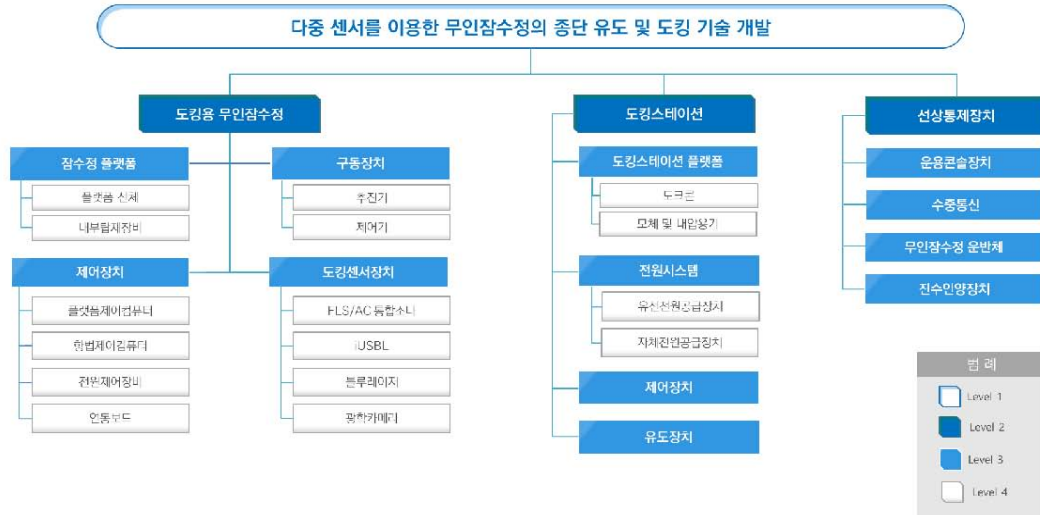 다중 센서를 이용한 무인잠수정의 종단 유도 및 도킹 기술 개발
도킹용 무인잠수정
잠수정 플랫폼
플랫폼 선체
내부탑재장비
구동장치
추진기
제어기
제어장치
플랫폼제어컴퓨터
항법제어컴퓨터
전원제어장비
연동보드
도킹센서장치
FLS/AC 통합소나
iUSBL
블루레이저
광학카메라
도킹스테이션
도킹스테이션 플랫폼
도크콘
모체 및 내압용기
전원시스템
유선전원공급장치
자체전원공급장치
제어장치
유도장치
선상통제장치
운용콘솔장치
수중통신
무인잠수정 운반체
진수인양장치
범 례
Level 1
Level 2
Level 3
Level 4